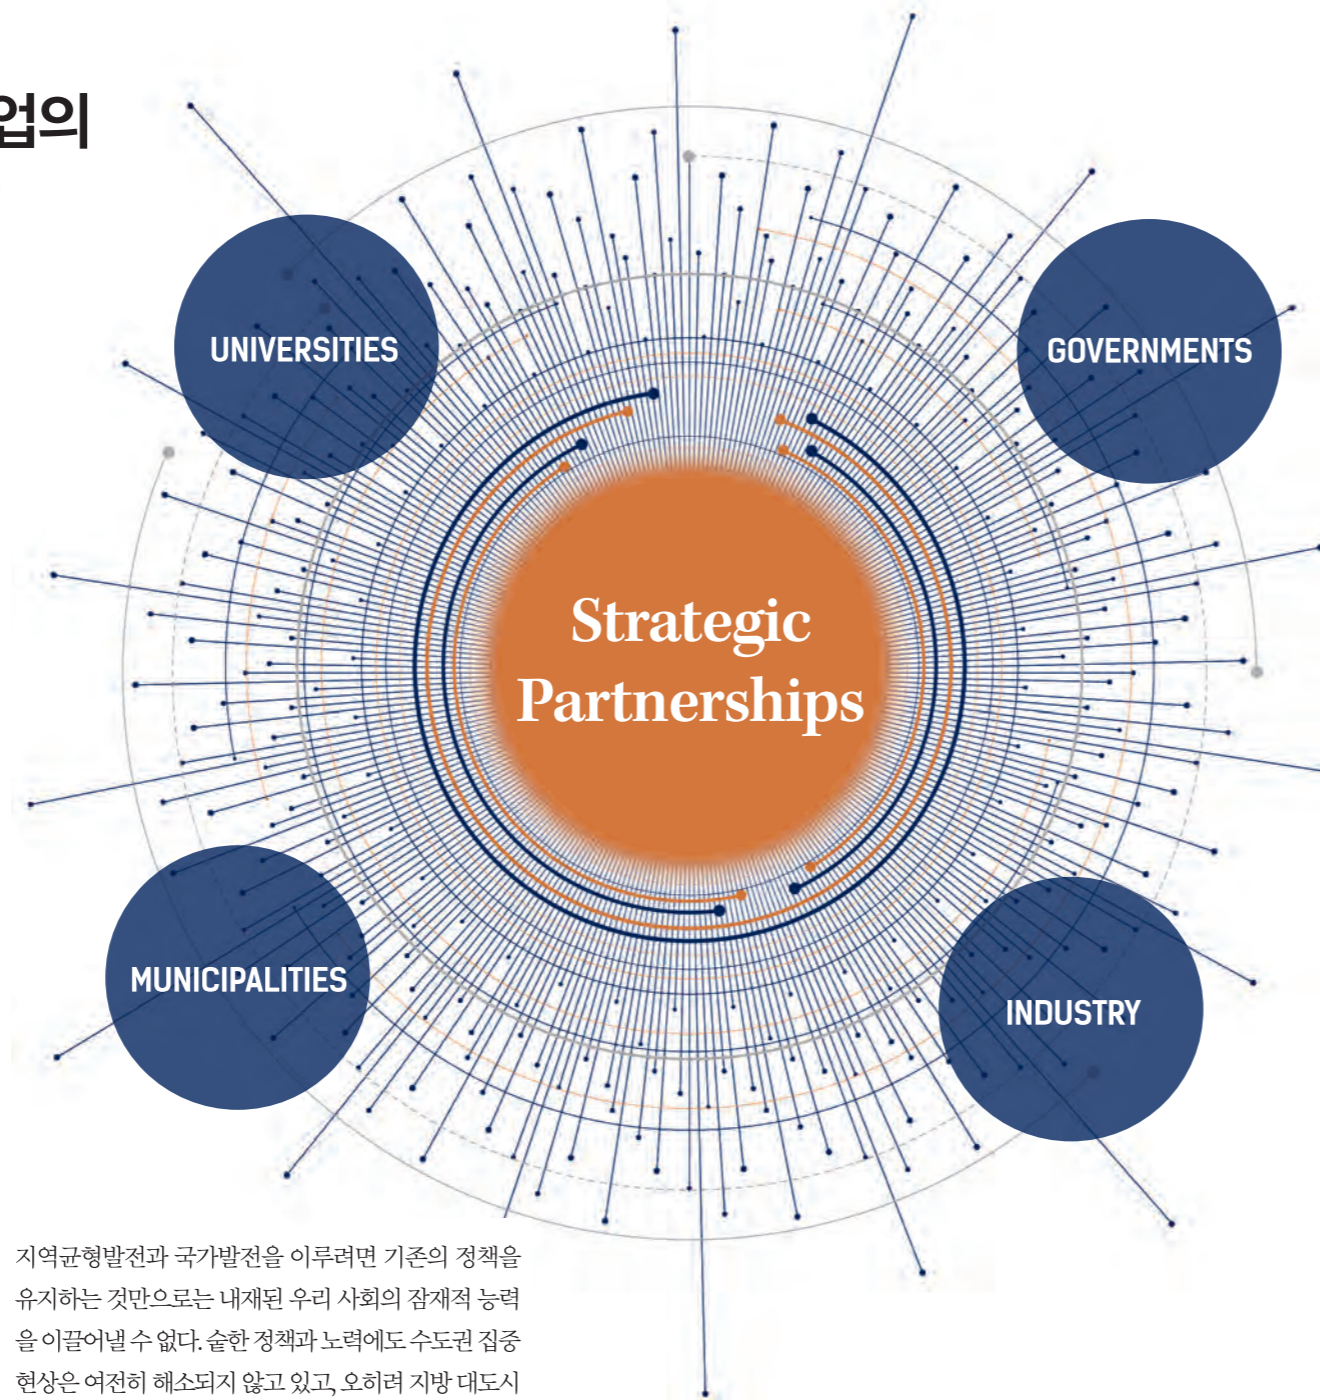 업의
UNIVERSITIES
GOVERNMENTS
Strategic
Partnerships
MUNICIPALITIES
INDUSTRY
지역균형발전과 국가발전을 이루려면 기존의 정책을
유지하는 것만으로는 내재된 우리 사회의 잠재적 능력
을 이끌어낼 수 없다. 숱한 정책과 노력에도 수도권 집중
현상은 여전히 해소되지 않고 있고, 오히려 지방 대도시